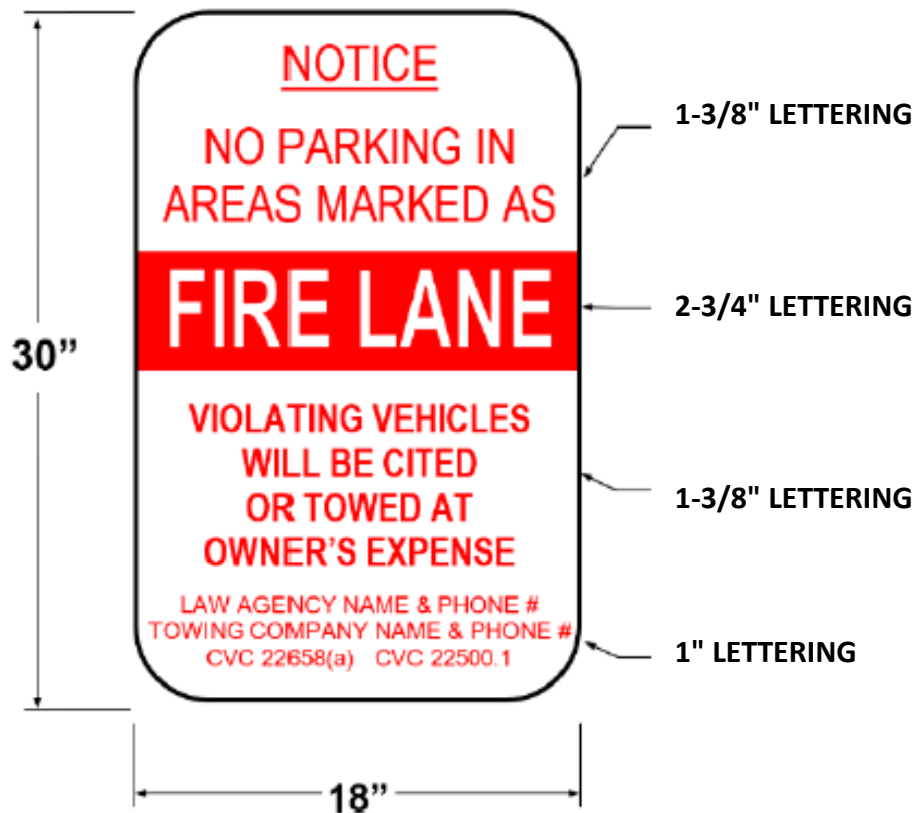 NOTICE
NO PARKING IN
AREAS MARKED AS
FIRE LANE
VIOLATING VEHICLES
WILL BE CITED
OR TOWED AT
OWNER'S EXPENSE
LAW AGENCY NAME & PHONE #
TOWING COMPANY NAME & PHONE #
CVC 22658(a) CVC 22500.1
30”
18”
1-3/8" LETTERING
2-3/4" LETTERING
1-3/8" LETTERING
1" LETTERING